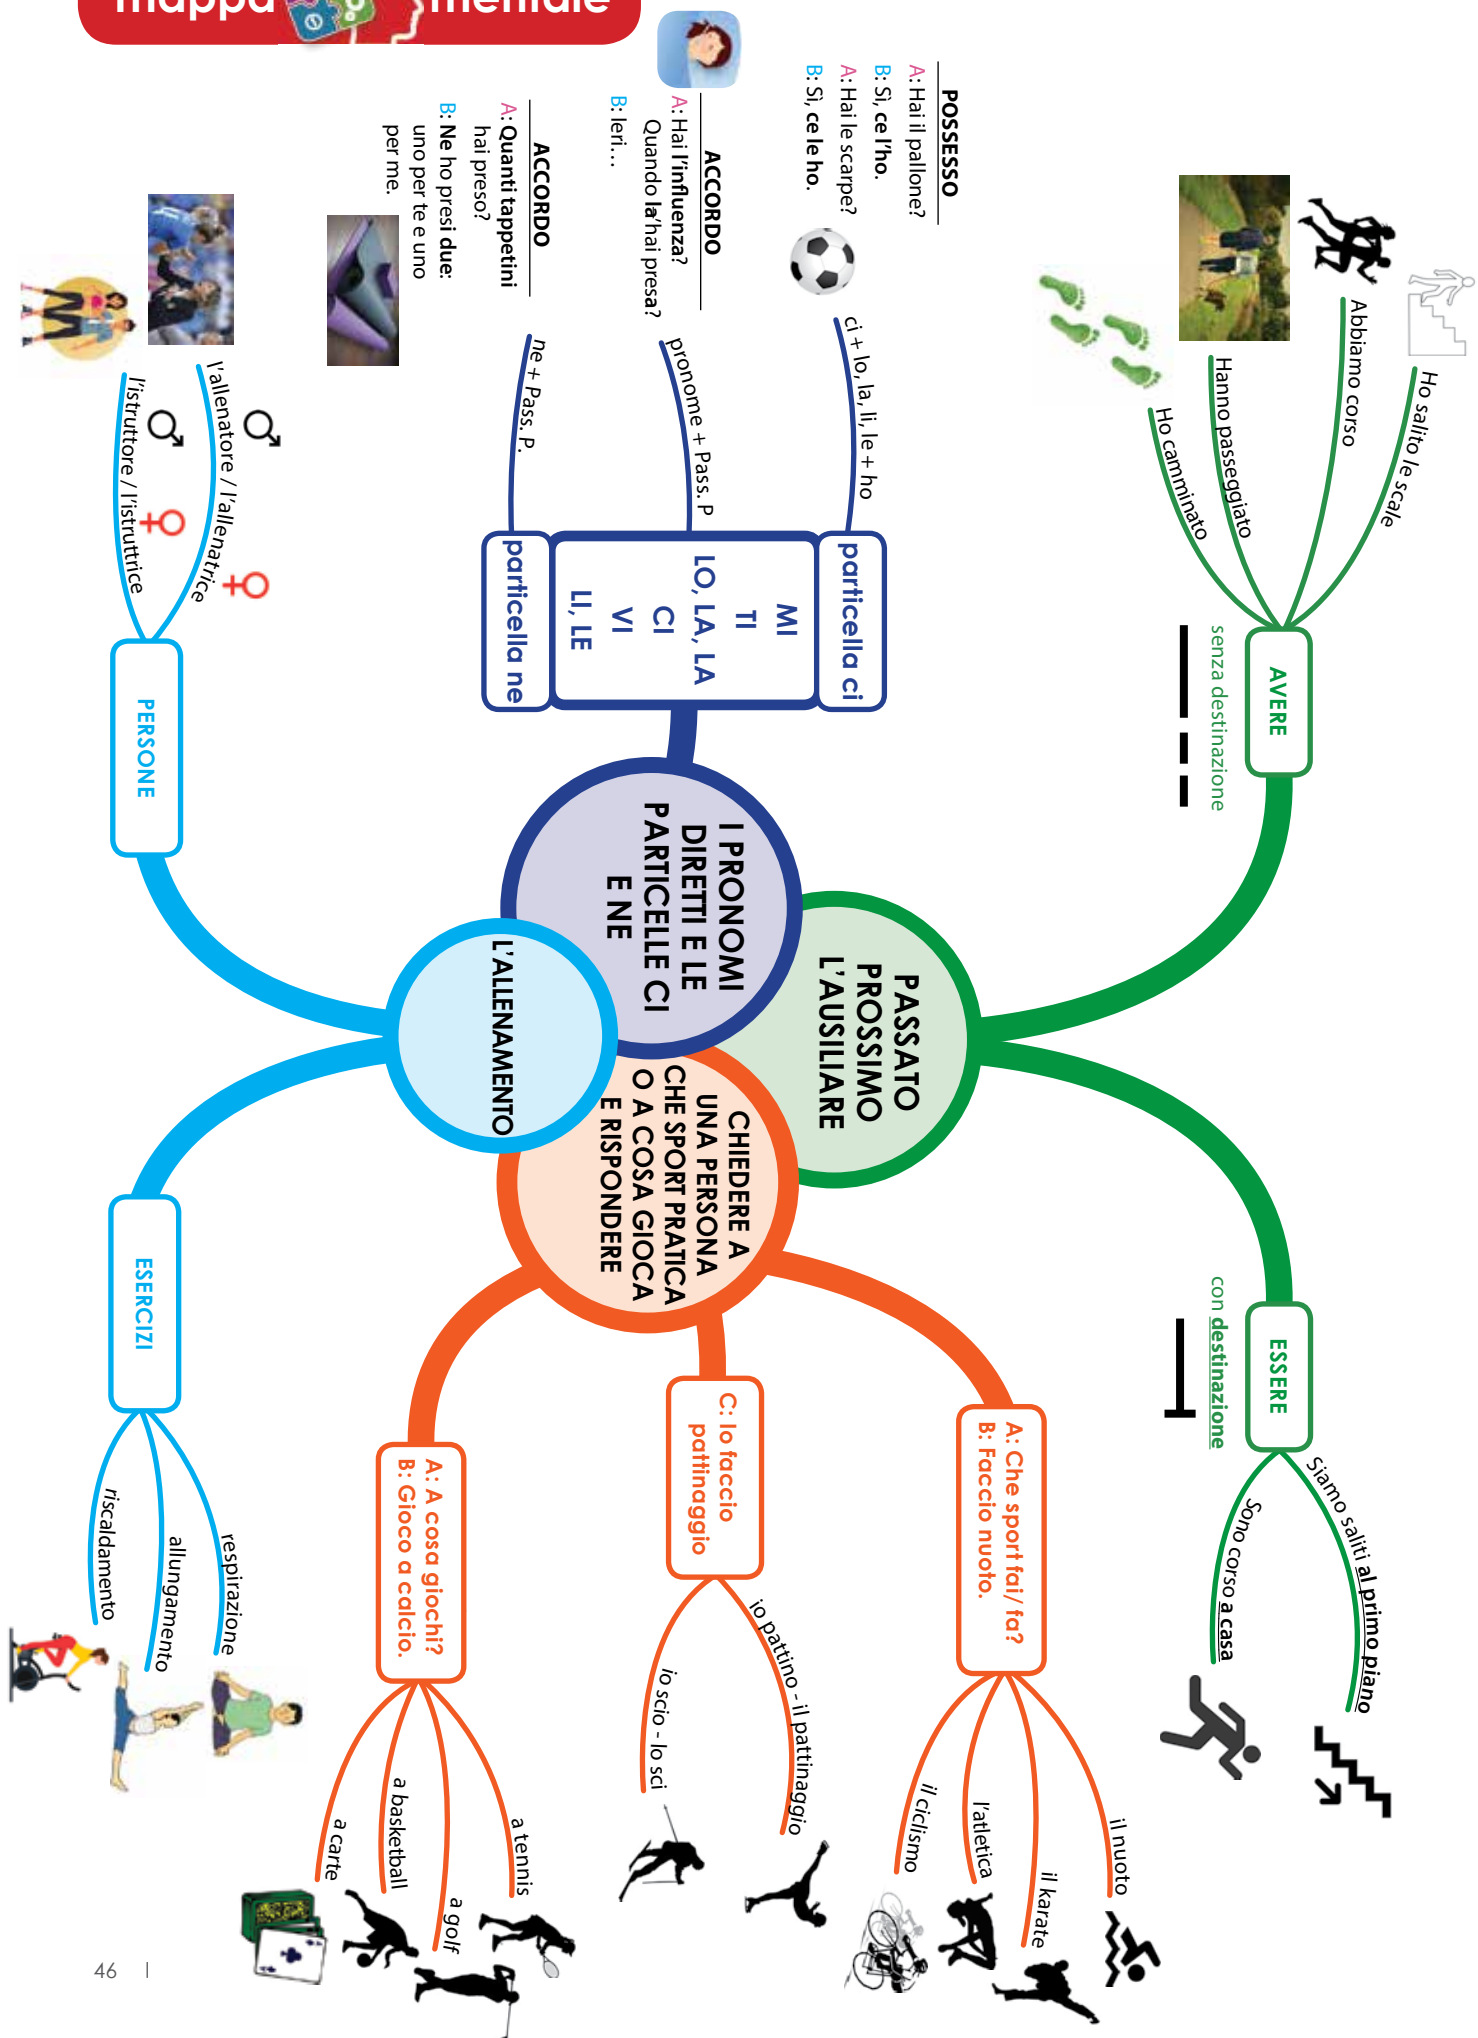 mappa mentale
POSSESSO
A: Hai il pallone?
B: Sì, ce l'ho.
A: Hai le scarpe?
B: Sì, ce le ho.
ACCORDO
A: Hai l'influenza?
Quando la'hai presa?
B: Ieri…
ACCORDO
A: Quanti tappetini
hai preso?
B: Ne ho presi due:
uno per te e uno
per me.
Ho salito le scale
Abbiamo corso
Hanno passeggiato
Ho camminato
AVERE
senza destinazione
ESSERE
con destinazione
Siamo saliti al primo piano
Sono corso a casa
PASSATO
PROSSIMO
L'AUSILIARE
ci + lo, la, li, le + ho
pronome + Pass. P
ne + Pass. P.
particella ci
MI
TI
LO, LA, LA
CI
VI
LI, LE
particella ne
I PRONOMI
DIRETTI E LE
PARTICELLE CI
E NE
CHIEDERE A
UNA PERSONA
CHE SPORT PRATICA
O A COSA GIOCA
E RISPONDERE
A: Che sport fai/ fa?
B: Faccio nuoto.
il nuoto
il karate
l'atletica
il ciclismo
C: Io faccio
pattinaggio
io pattino - il pattinaggio
io scio - lo sci
A: A cosa giochi?
B: Gioco a calcio.
a tennis
a golf
a basketball
a carte
L'ALLENAMENTO
PERSONE
l'allenatore / l'allenatrice
l'istruttore / l'istruttrice
ESERCIZI
respirazione
allungamento
riscaldamento
46 |